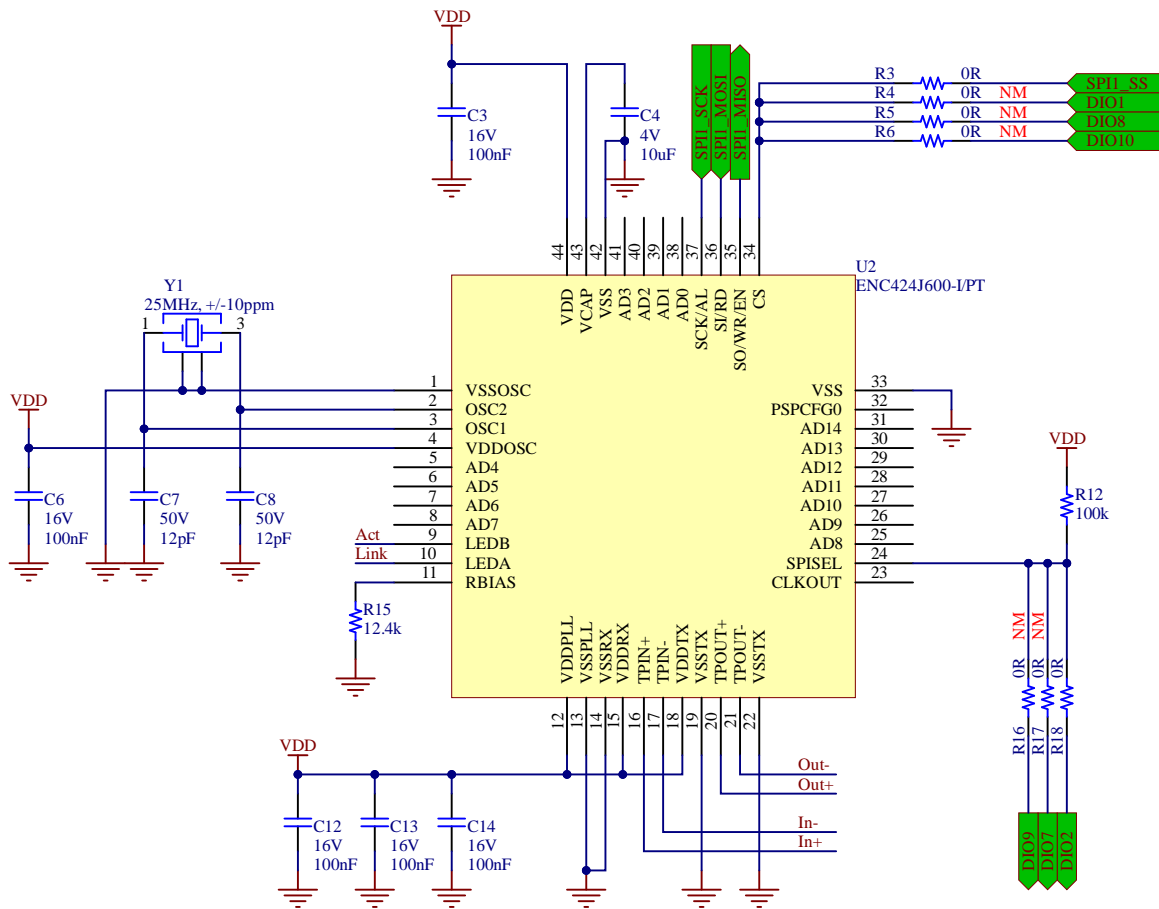 VDD
C3
16V
100nF
C4
4V
10uF
SPI1_SCK
SPI1_MOSI
SPI1_MISO
R3 0R SPI1_SS
R4 0R NM DIO1
R5 0R NM DIO8
R6 0R NM DIO10
44 43 42 41 40 39 38 37 36 35 34
VDD VCAP VSS AD3 AD2 AD1 AD0 SCK/AL SI/RD SO/WR/EN CS
U2
ENC424J600-I/PT
Y1
25MHz, +/-10ppm
1 3
VDD
C6
16V
100nF
C7
50V
12pF
C8
50V
12pF
1 VSSOSC
2 OSC2
3 OSC1
4 VDDOSC
5 AD4
6 AD5
7 AD6
8 AD7
Act 9 LEDB
Link 10 LEDA
11 RBIAS
R15
12.4k
VSS 33
PSPCFG0 32
AD14 31
AD13 30
AD12 29
AD11 28
AD10 27
AD9 26
AD8 25
SPISEL 24
CLKOUT 23
VDD
R12
100k
R16 0R NM
R17 0R NM
R18 0R
DIO9
DIO7
DIO2
VDDPLL VSSPLL VSSRX VDDRX TPIN+ TPIN- VDDTX VSSTX TPOUT+ TPOUT- VSSTX
12 13 14 15 16 17 18 19 20 21 22
VDD
C12
16V
100nF
C13
16V
100nF
C14
16V
100nF
Out-
Out+
In-
In+